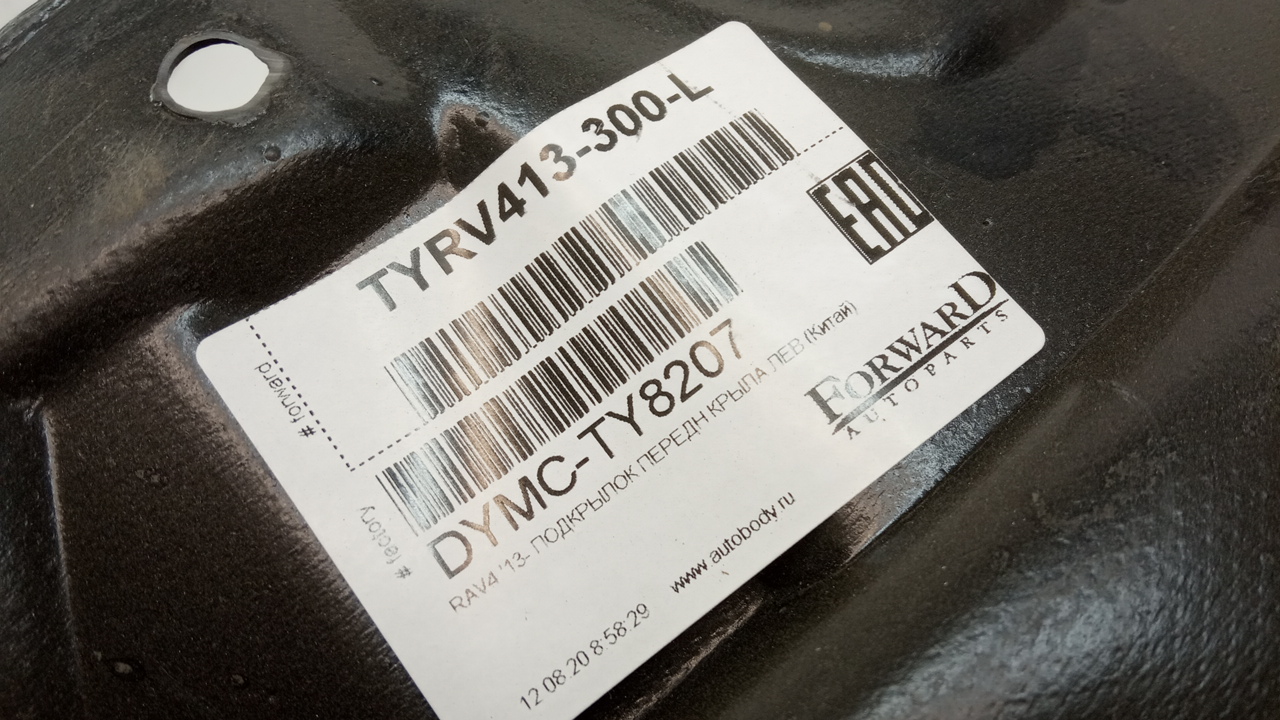 TYRV413-300-L
# forward
EAC
DYMC-TY8207
# factory
RAV4 '13- ПОДКРЫЛОК ПЕРЕДН КРЫЛА ЛЕВ (Китай)
FORWARD
AUTOPARTS
12.08.20 8:58:29
www.autobody.ru